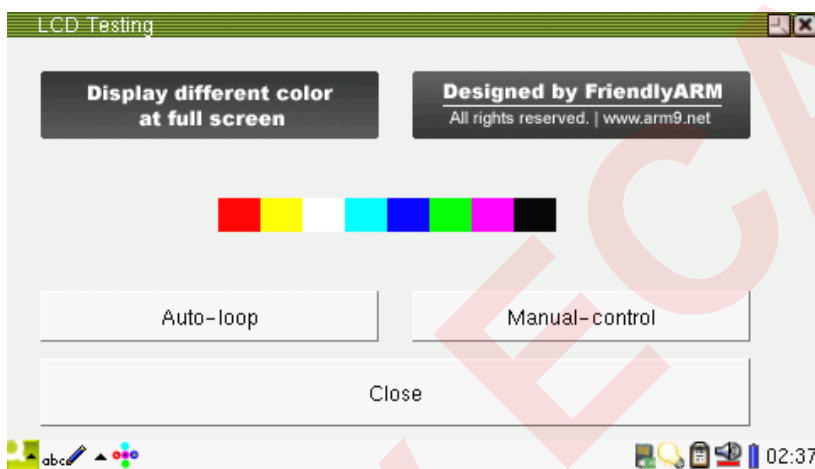 LCD Testing
Display different color
at full screen
Designed by FriendlyARM
All rights reserved. | www.arm9.net
Auto-loop
Manual-control
Close
abc
02:37